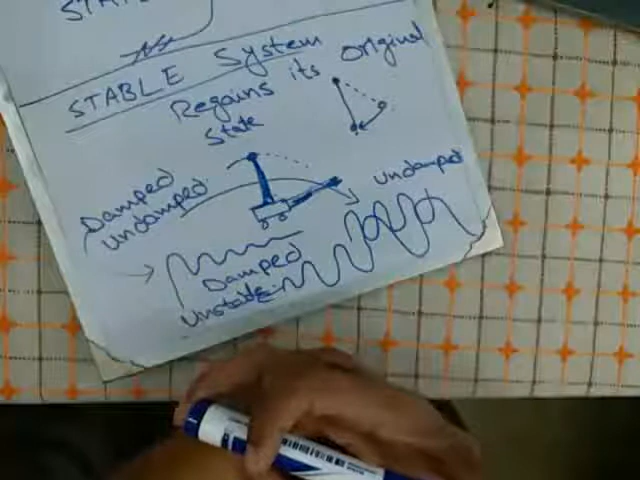 STABLE System
Regains its original
State
Damped
undamped
undamped
Damped
Unstable